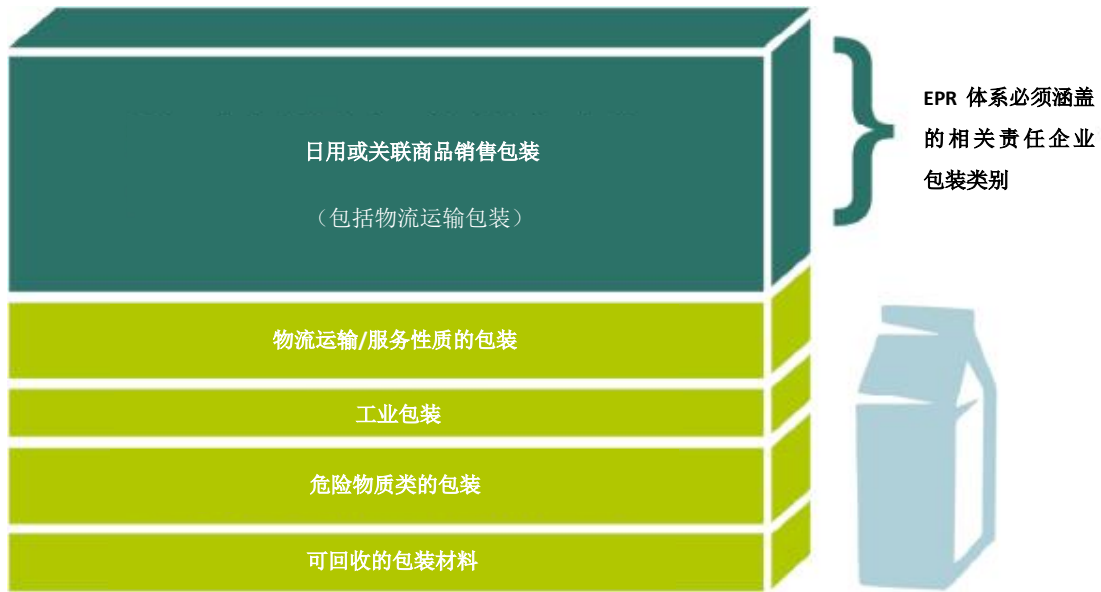 日用或关联商品销售包装
（包括物流运输包装）
物流运输/服务性质的包装
工业包装
危险物质类的包装
可回收的包装材料
EPR 体系必须涵盖
的相关责任企业
包装类别